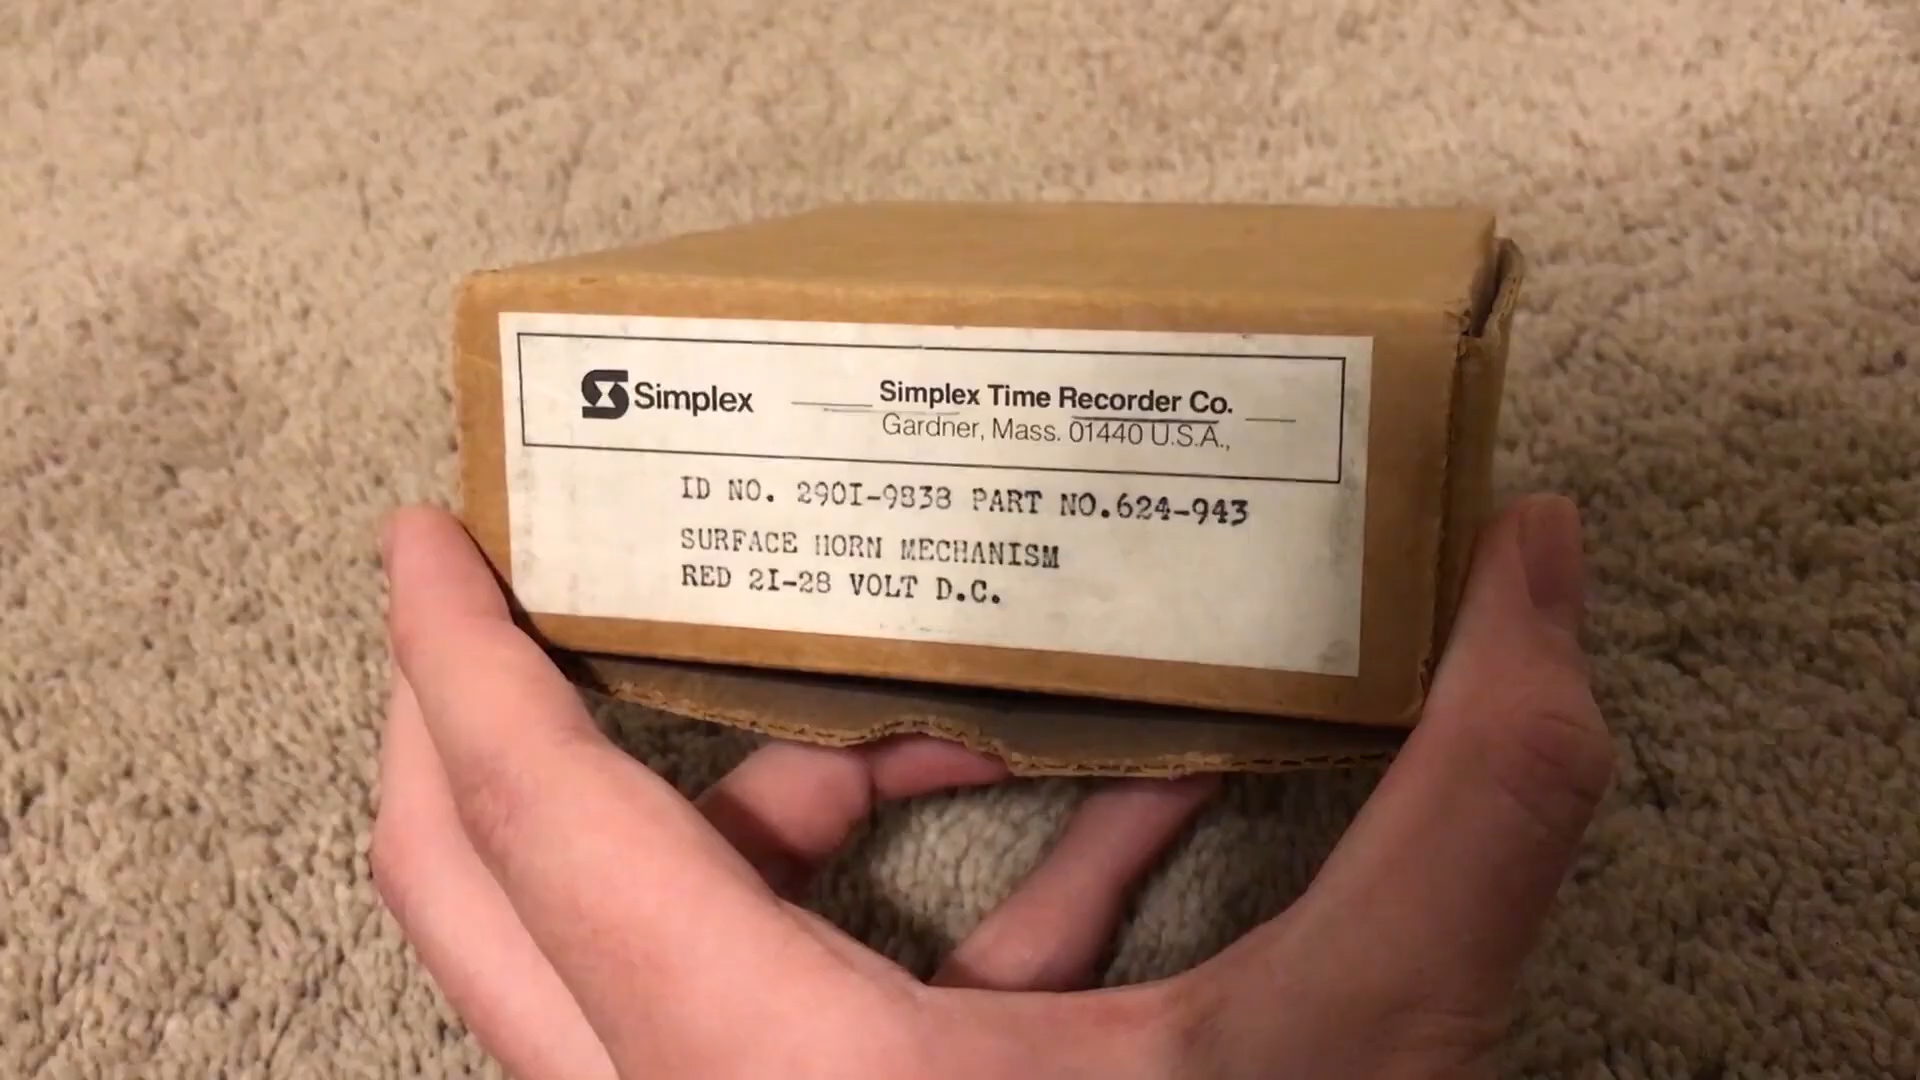 Simplex
Simplex Time Recorder Co.
Gardner, Mass. 01440 U.S.A.,
ID NO. 290I-9838 PART NO.624-943
SURFACE HORN MECHANISM
RED 2I-28 VOLT D.C.